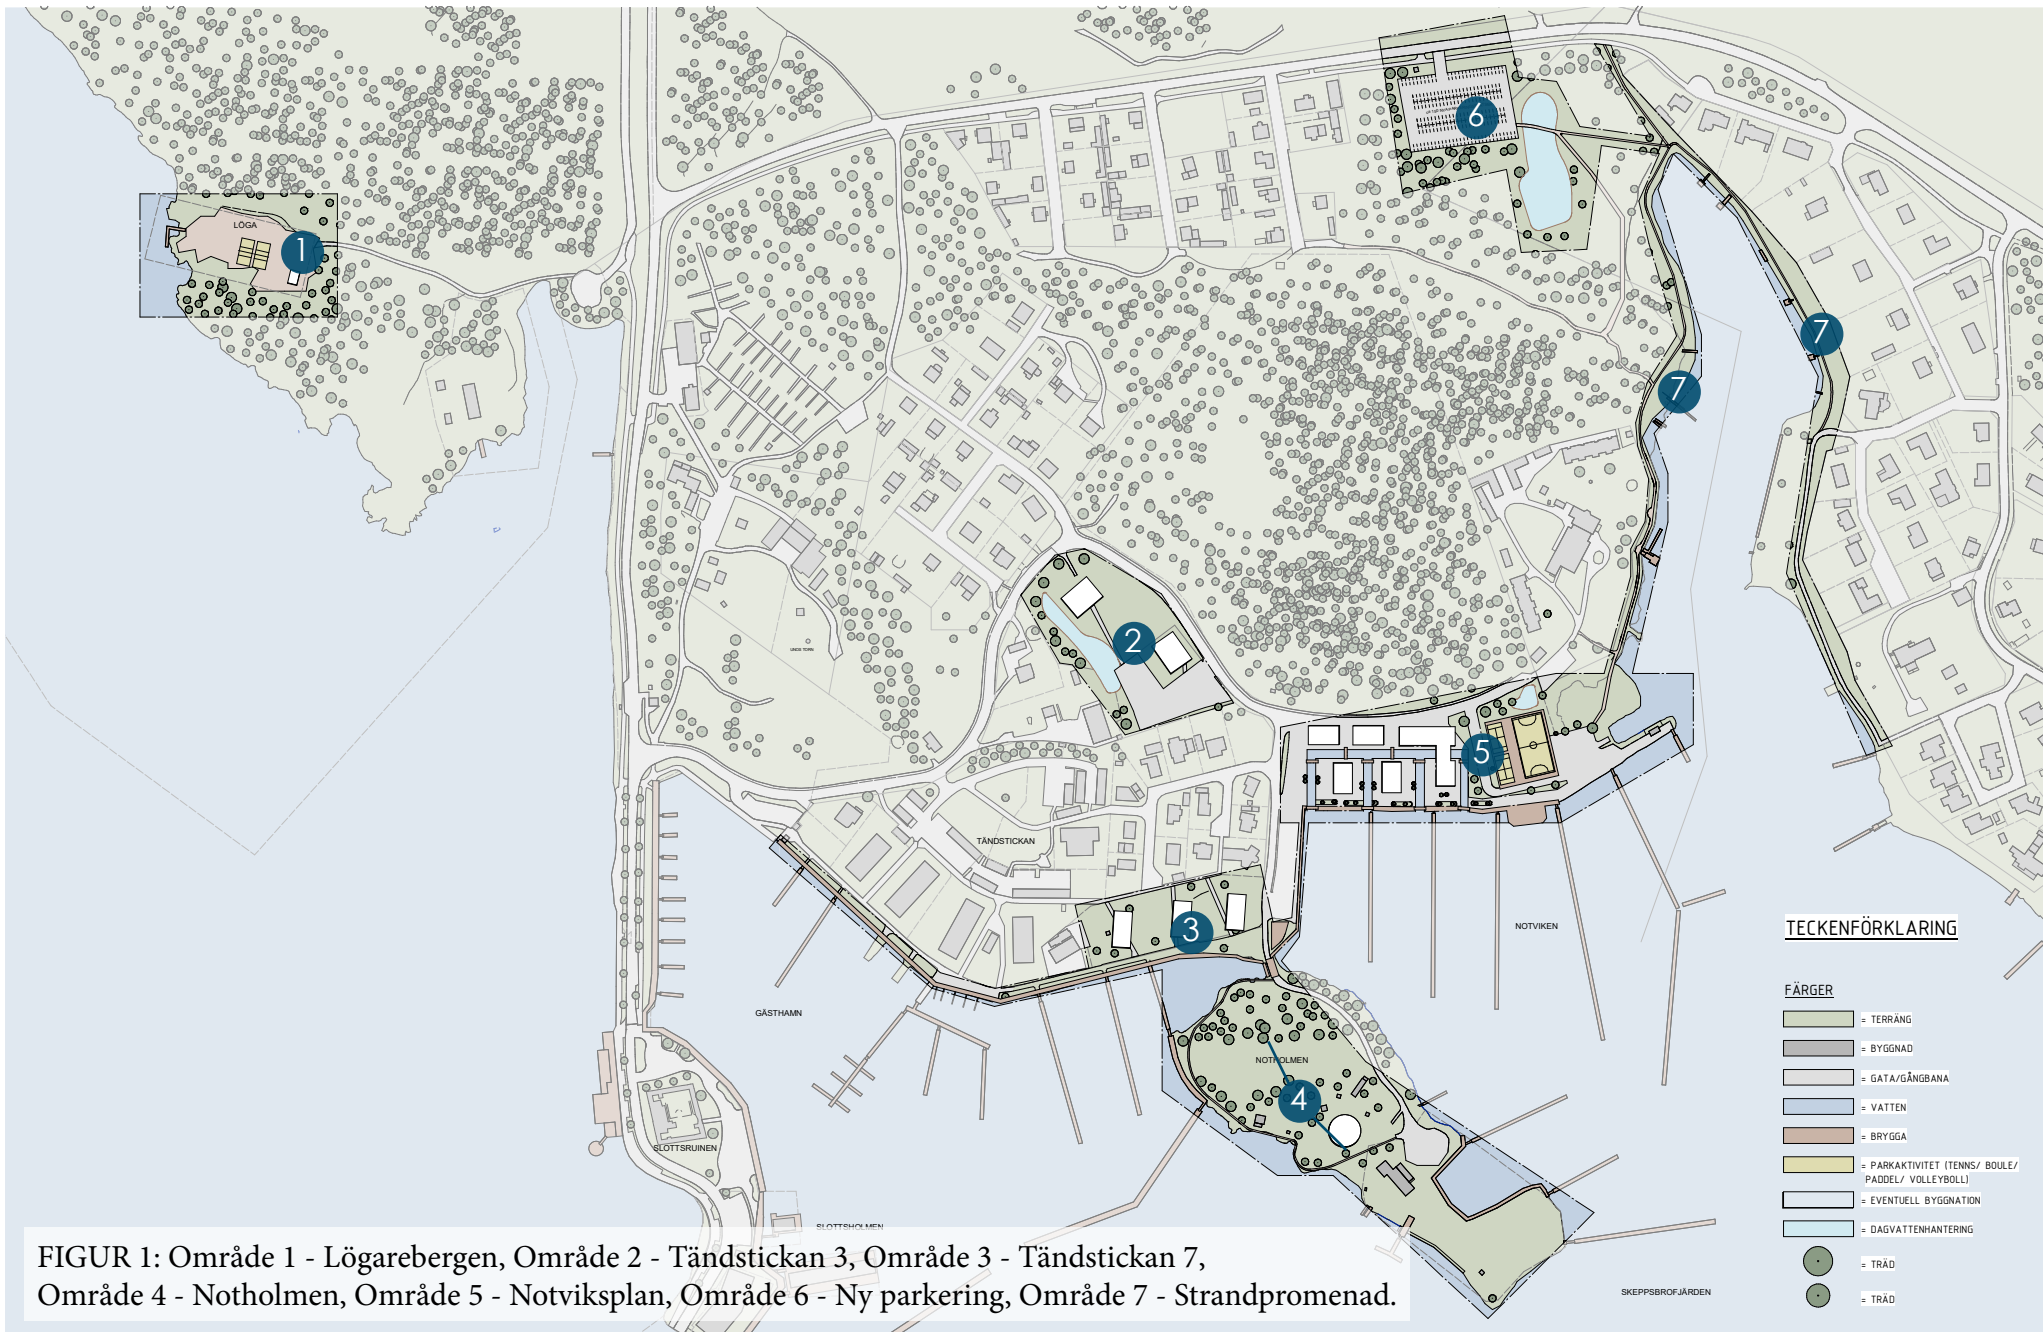 LÖGA
1
6
7
7
2
UNOS TORN
5
TÄNDSTICKAN
3
NOTVIKEN
GÄSTHAMN
NOTHOLMEN
4
SLOTTSRUINEN
SLOTTSHOLMEN
SKEPPSBROFJÄRDEN
TECKENFÖRKLARING
FÄRGER
= TERRÄNG
= BYGGNAD
= GATA/GÅNGBANA
= VATTEN
= BRYGGA
= PARKAKTIVITET (TENNS/ BOULE/
PADDEL/ VOLLEYBOLL)
= EVENTUELL BYGGNATION
= DAGVATTENHANTERING
= TRÄD
= TRÄD
FIGUR 1: Område 1 - Lögarebergen, Område 2 - Tändstickan 3, Område 3 - Tändstickan 7,
Område 4 - Notholmen, Område 5 - Notviksplan, Område 6 - Ny parkering, Område 7 - Strandpromenad.